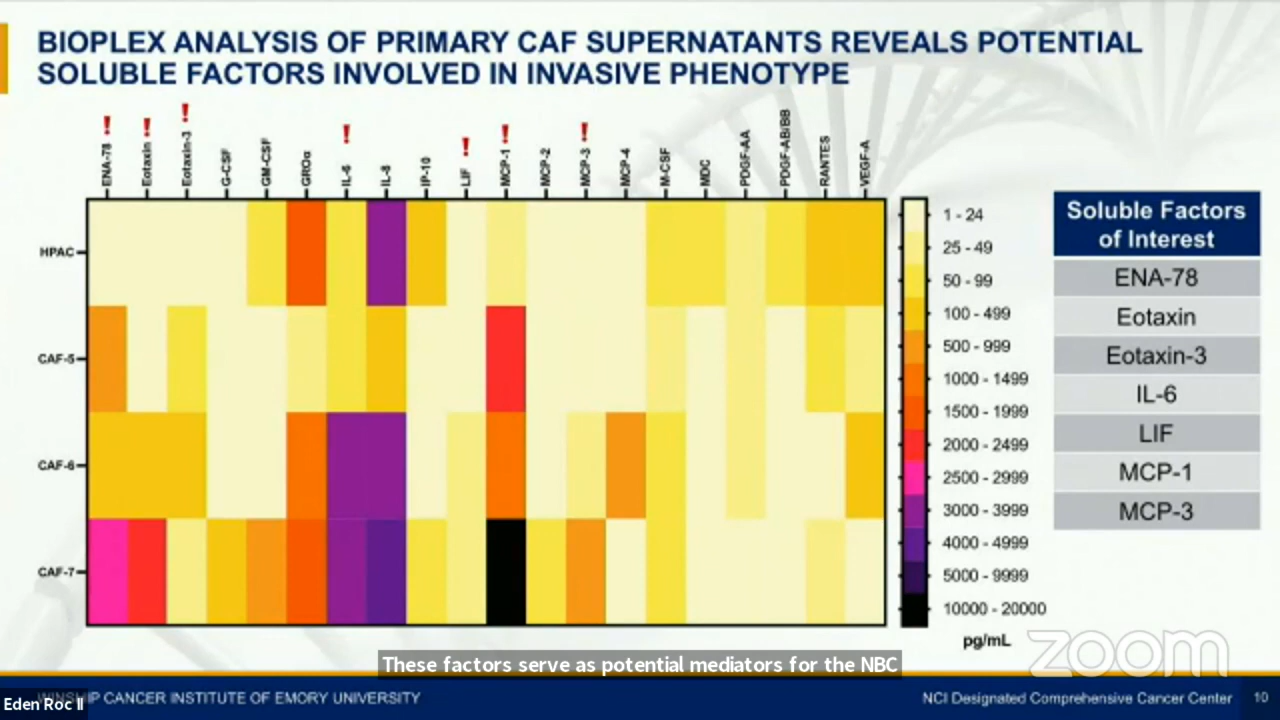 BIOPLEX ANALYSIS OF PRIMARY CAF SUPERNATANTS REVEALS POTENTIAL
SOLUBLE FACTORS INVOLVED IN INVASIVE PHENOTYPE
! ! ! ! ! ! !
ENA-78
Eotaxin
Eotaxin-3
G-CSF
GM-CSF
GROα
IL-6
IL-8
IP-10
LIF
MCP-1
MCP-2
MCP-3
MCP-4
M-CSF
MDC
PDGF-AA
PDGF-AB/BB
RANTES
VEGF-A
HPAC
CAF-5
CAF-6
CAF-7
1 - 24
25 - 49
50 - 99
100 - 499
500 - 999
1000 - 1499
1500 - 1999
2000 - 2499
2500 - 2999
3000 - 3999
4000 - 4999
5000 - 9999
10000 - 20000
pg/mL
Soluble Factors
of Interest
ENA-78
Eotaxin
Eotaxin-3
IL-6
LIF
MCP-1
MCP-3
zoom
These factors serve as potential mediators for the NBC
WINSHIP CANCER INSTITUTE OF EMORY UNIVERSITY
NCI Designated Comprehensive Cancer Center 10
Eden Roc II